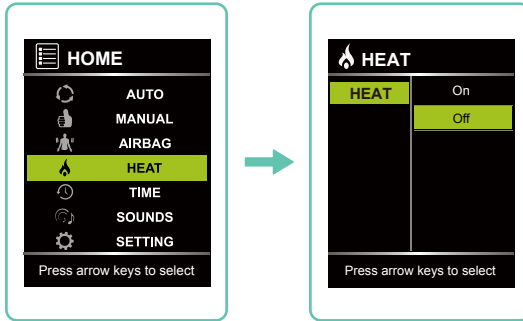 HOME
AUTO
MANUAL
AIRBAG
HEAT
TIME
SOUNDS
SETTING
Press arrow keys to select
HEAT
HEAT
On
Off
Press arrow keys to select